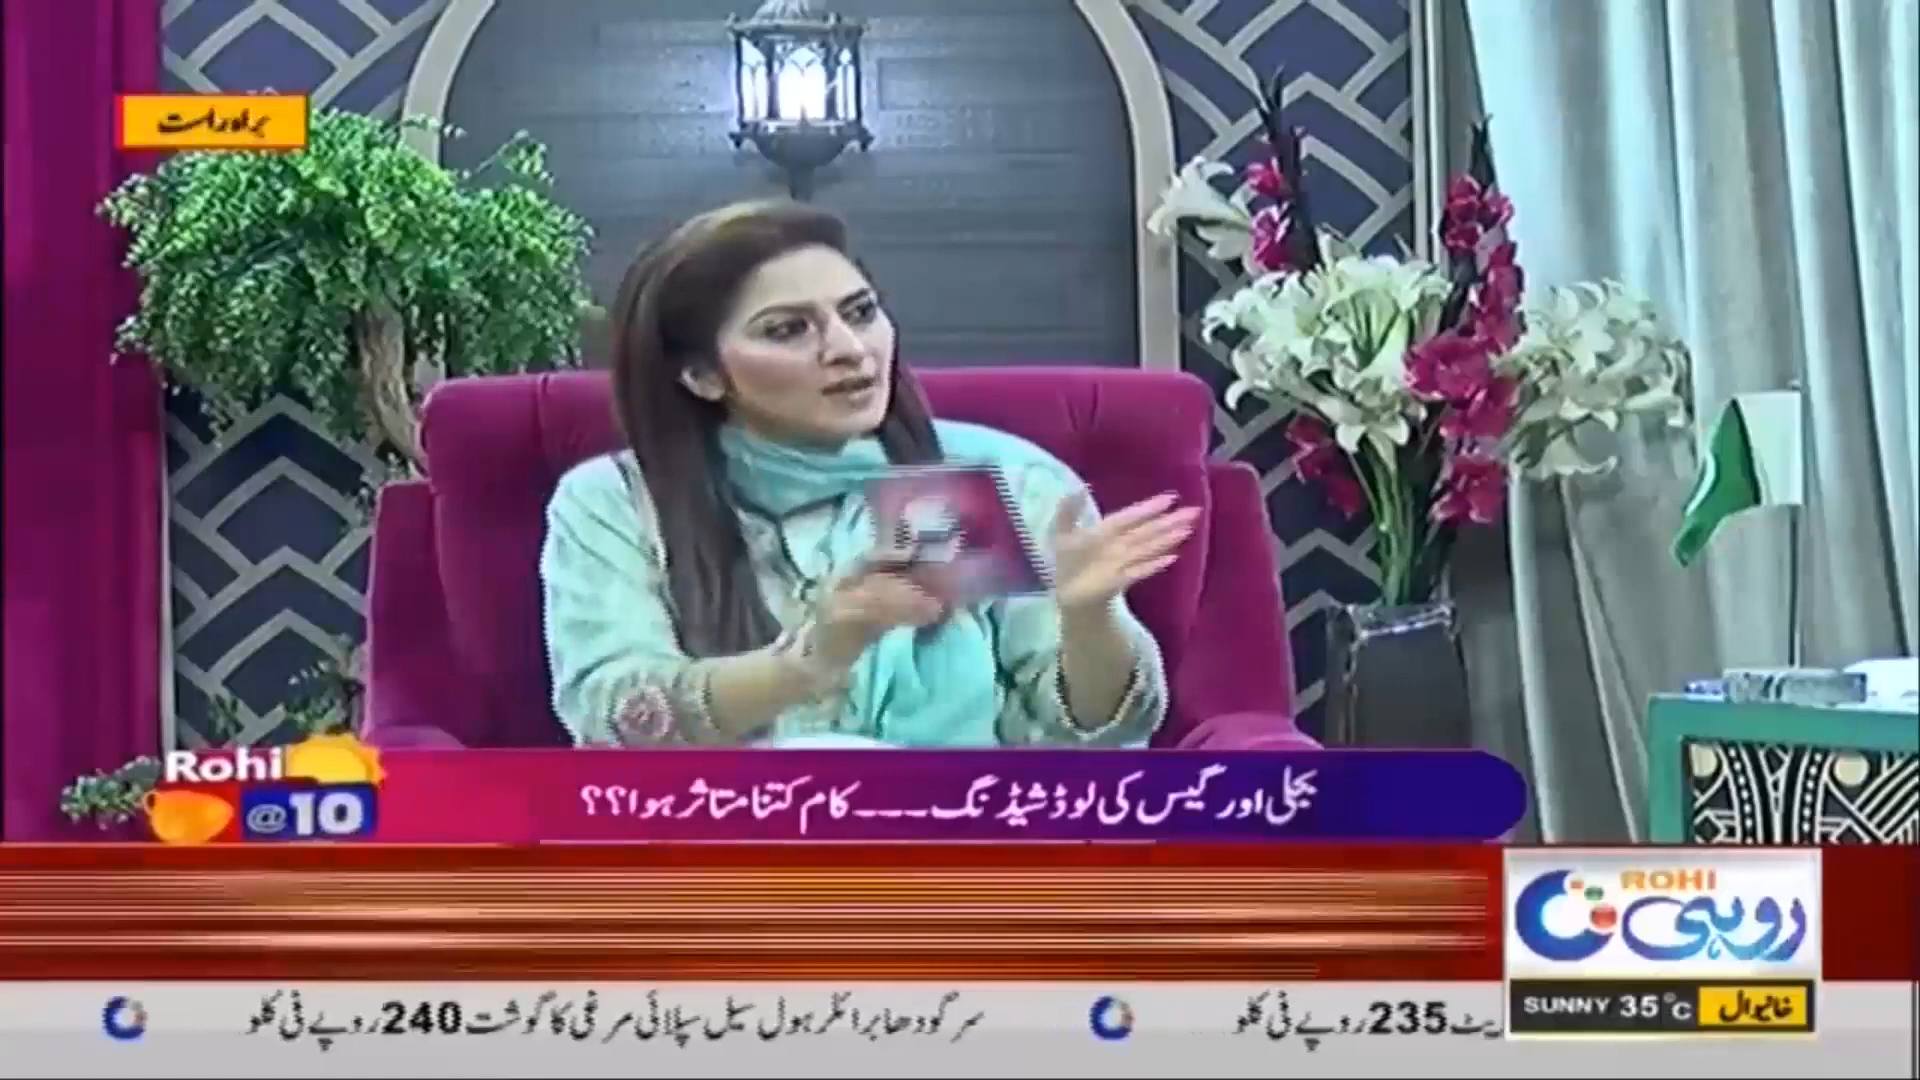 براہ راست
Rohi
@10
بجلی اور گیس کی لوڈشیڈنگ۔۔۔کام کتنا متاثر ہوا؟؟
ROHI
روہی
SUNNY 35°C خانیوال
یٹ 235 روپے فی کلو
سرگودھا برائلر ہول سیل سپلائی مرغی کا گوشت 240 روپے فی کلو